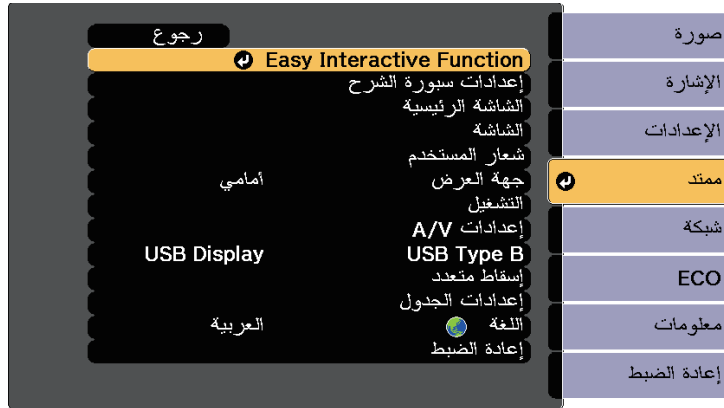 صورة
الإشارة
الإعدادات
ممتد
شبكة
ECO
معلومات
إعادة الضبط
رجوع
Easy Interactive Function
إعدادات سبورة الشرح
الشاشة الرئيسية
الشاشة
شعار المستخدم
جهة العرض أمامي
التشغيل
إعدادات A/V
USB Type B USB Display
إسقاط متعدد
إعدادات الجدول
اللغة العربية
إعادة الضبط